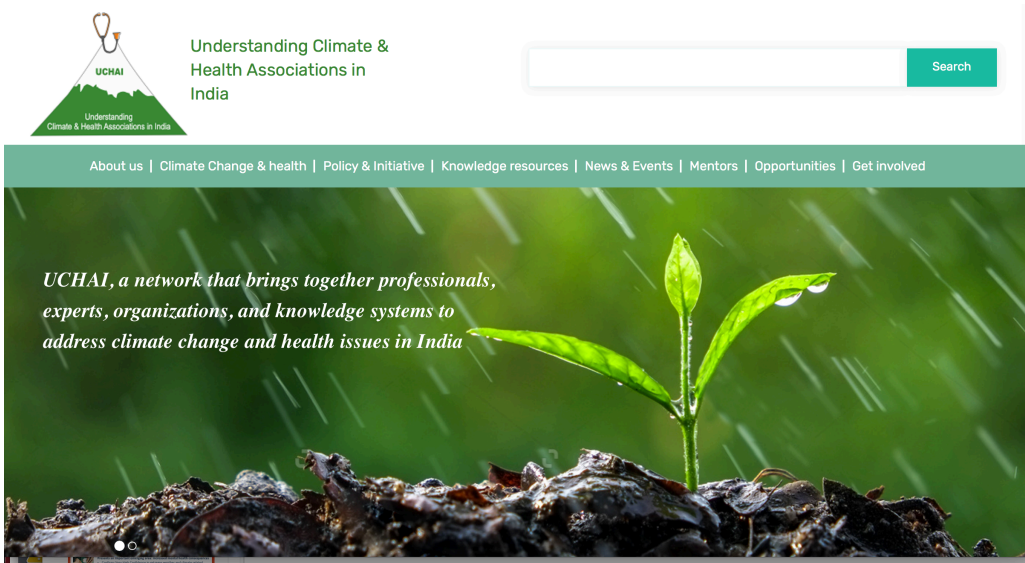 UCHAI
Understanding
Climate & Health Associations in India
Understanding Climate &
Health Associations in
India
Search
About us | Climate Change & health | Policy & Initiative | Knowledge resources | News & Events | Mentors | Opportunities | Get involved
UCHAI, a network that brings together professionals,
experts, organizations, and knowledge systems to
address climate change and health issues in India